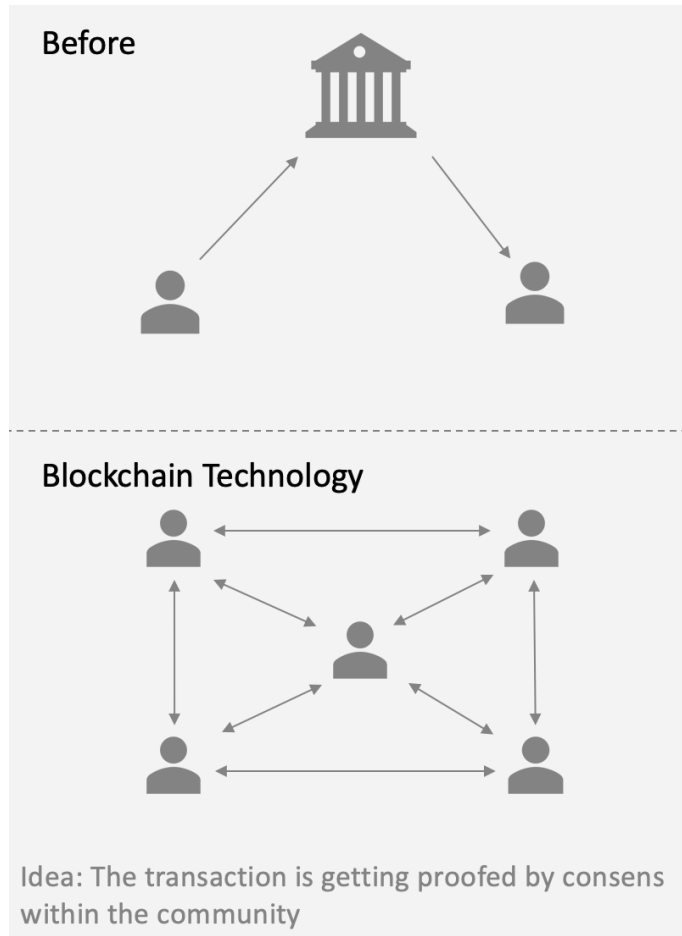 Before
Blockchain Technology
Idea: The transaction is getting proofed by consens
within the community